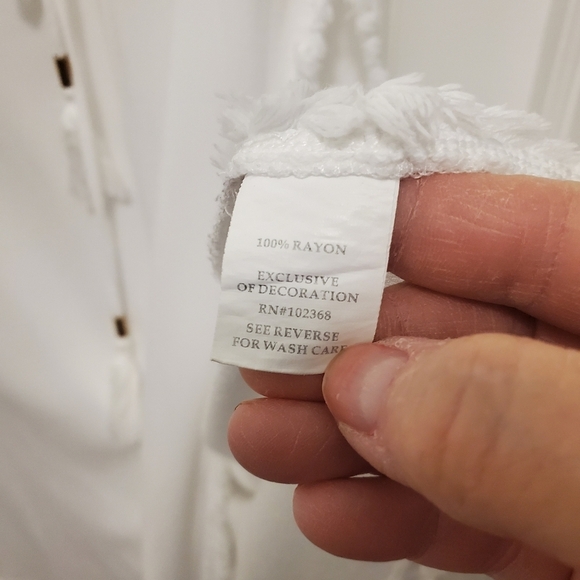 100% RAYON
EXCLUSIVE
OF DECORATION
RN#102368
SEE REVERSE
FOR WASH CARE